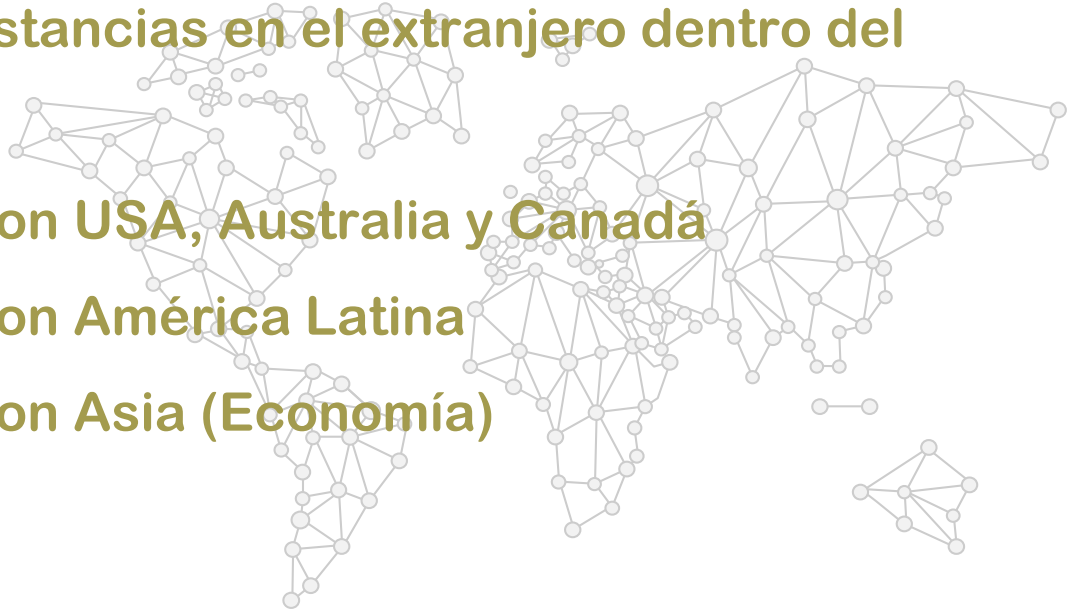 stancias en el extranjero dentro del
on USA, Australia y Canadá
on América Latina
on Asia (Economía)